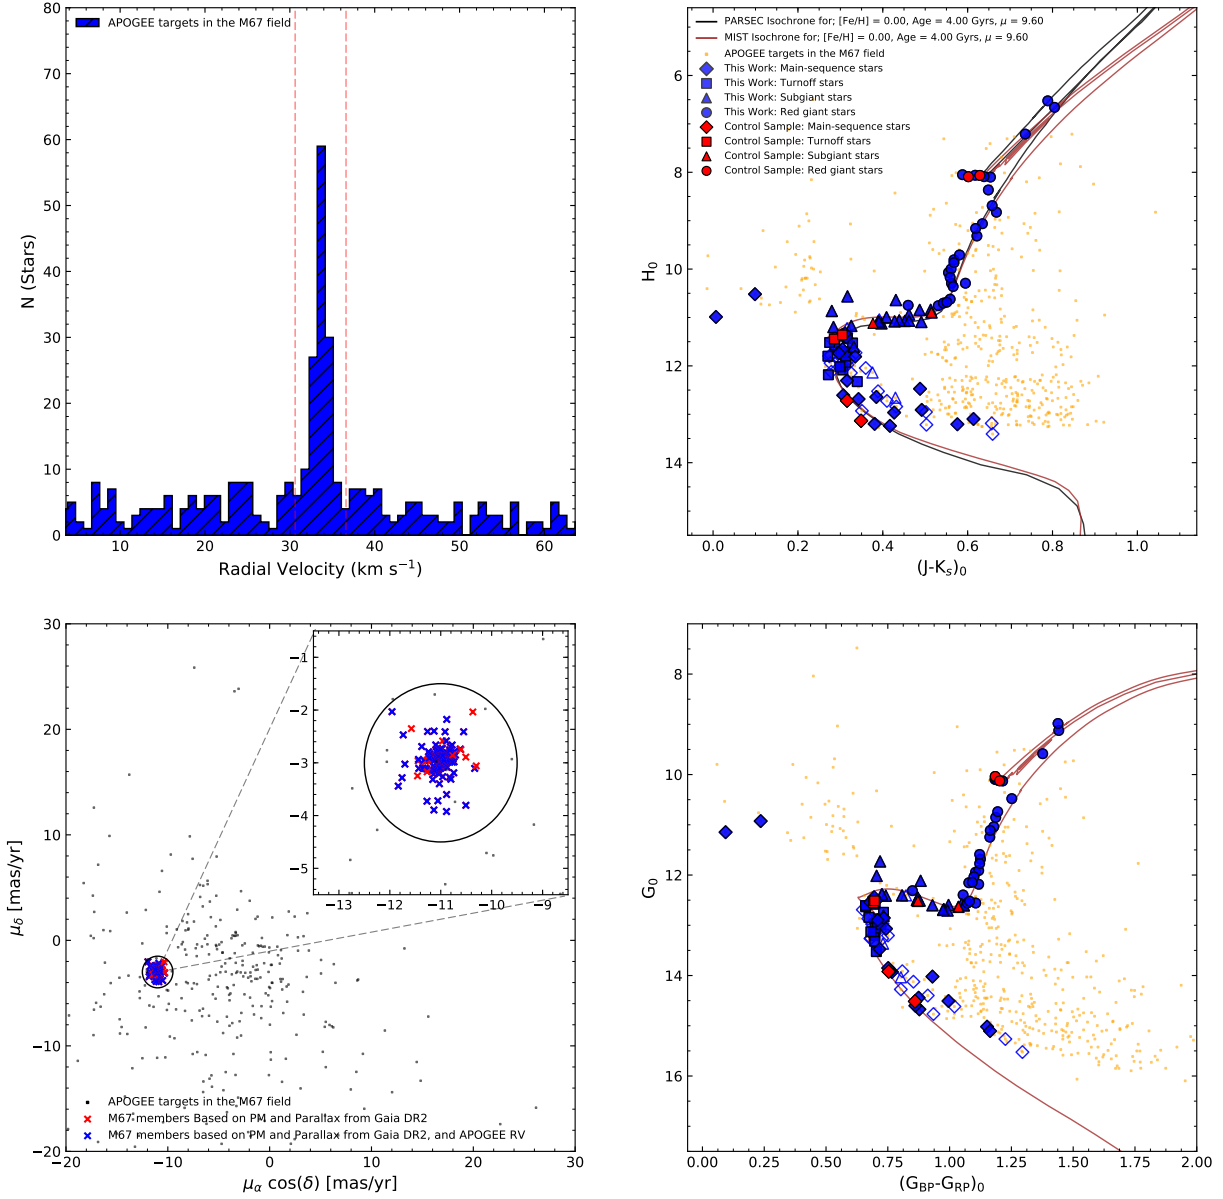 APOGEE targets in the M67 field
80
70
60
50
40
30
20
10
0
N (Stars)
10 20 30 40 50 60
Radial Velocity (km s⁻¹)
PARSEC Isochrone for; [Fe/H] = 0.00, Age = 4.00 Gyrs, μ = 9.60
MIST Isochrone for; [Fe/H] = 0.00, Age = 4.00 Gyrs, μ = 9.60
APOGEE targets in the M67 field
This Work: Main-sequence stars
This Work: Turnoff stars
This Work: Subgiant stars
This Work: Red giant stars
Control Sample: Main-sequence stars
Control Sample: Turnoff stars
Control Sample: Subgiant stars
Control Sample: Red giant stars
6
8
10
12
14
H₀
0.0 0.2 0.4 0.6 0.8 1.0
(J-Kₛ)₀
30
20
10
0
−10
−20
μ_δ [mas/yr]
−1
−2
−3
−4
−5
−13 −12 −11 −10 −9
APOGEE targets in the M67 field
M67 members Based on PM and Parallax from Gaia DR2
M67 members based on PM and Parallax from Gaia DR2, and APOGEE RV
−20 −10 0 10 20 30
μ_α cos(δ) [mas/yr]
8
10
12
14
16
G₀
0.00 0.25 0.50 0.75 1.00 1.25 1.50 1.75 2.00
(G_BP-G_RP)₀